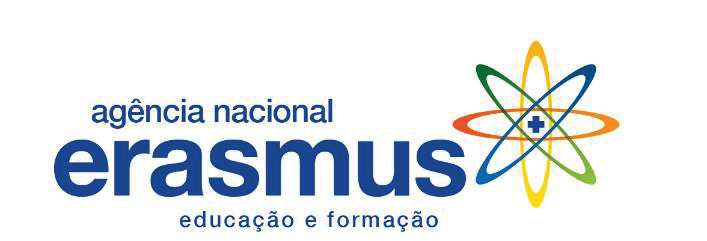 agência nacional
erasmus+
educação e formação